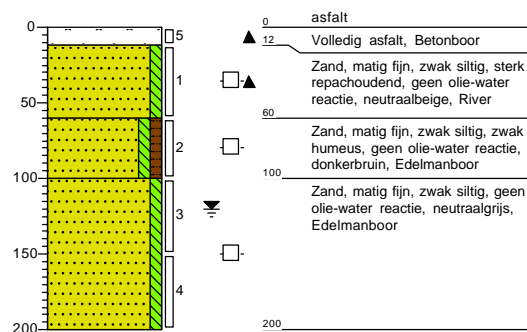 0
50
100
150
200
5
1
2
3
4
0
asfalt
12
Volledig asfalt, Betonboor
Zand, matig fijn, zwak siltig, sterk
repachoudend, geen olie-water
reactie, neutraalbeige, River
60
Zand, matig fijn, zwak siltig, zwak
humeus, geen olie-water reactie,
donkerbruin, Edelmanboor
100
Zand, matig fijn, zwak siltig, geen
olie-water reactie, neutraalgrijs,
Edelmanboor
200